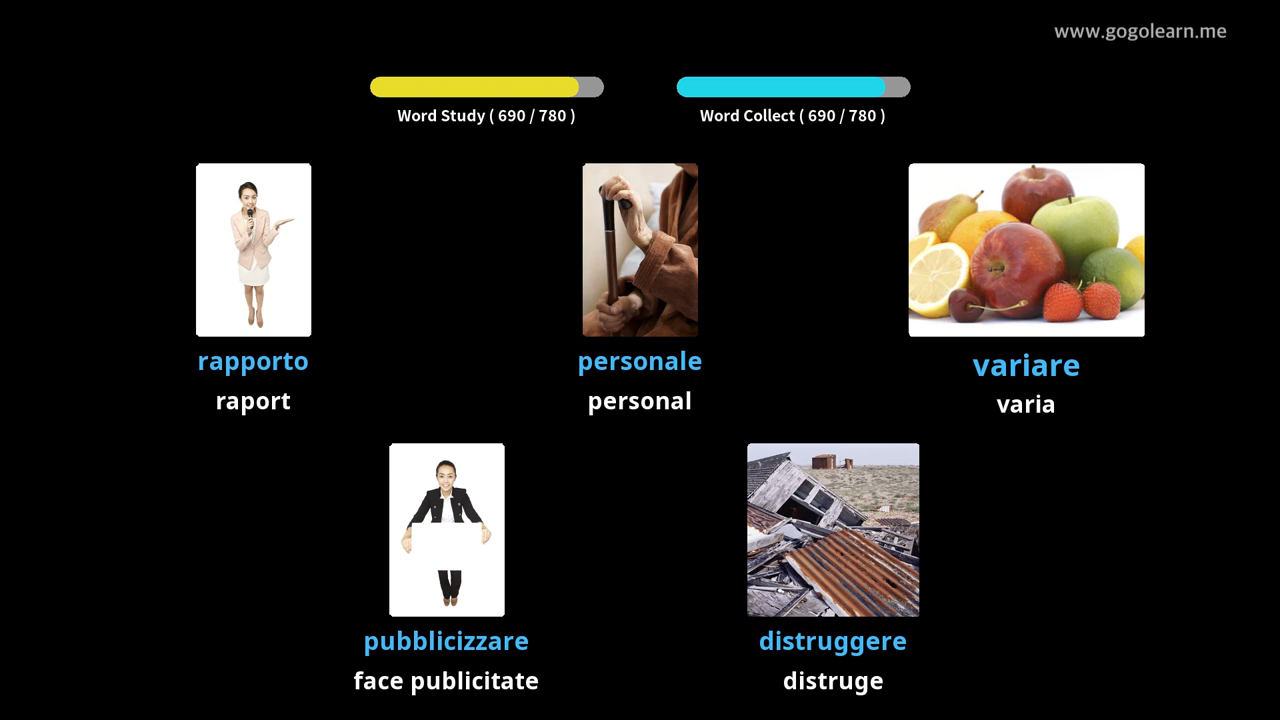 www.gogolearn.me
Word Study ( 690 / 780 )
Word Collect ( 690 / 780 )
rapporto
raport
personale
personal
variare
varia
pubblicizzare
face publicitate
distruggere
distruge